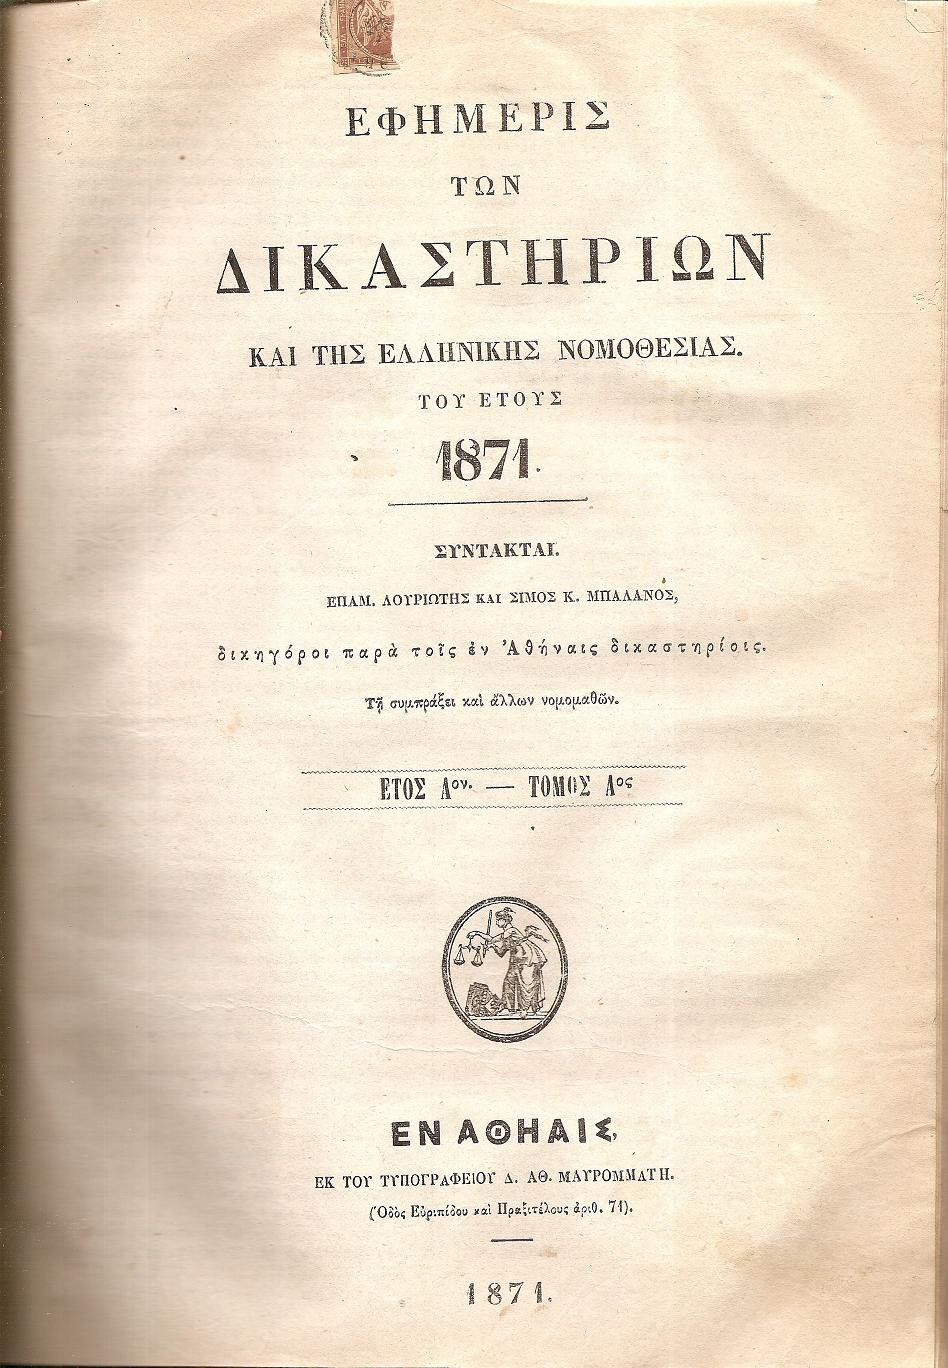 ΕΦΗΜΕΡΙΣ
ΤΩΝ
ΔΙΚΑΣΤΗΡΙΩΝ
ΚΑΙ ΤΗΣ ΕΛΛΗΝΙΚΗΣ ΝΟΜΟΘΕΣΙΑΣ.
ΤΟΥ ΕΤΟΥΣ
1871.
ΣΥΝΤΑΚΤΑΙ.
ΕΠΑΜ. ΛΟΥΡΙΩΤΗΣ ΚΑΙ ΣΙΜΟΣ Κ. ΜΠΑΛΑΝΟΣ,
δικηγόροι παρὰ τοῖς ἐν Ἀθήναις δικαστηρίοις.
Τῇ συμπράξει καὶ ἄλλων νομομαθῶν.
ΕΤΟΣ Αον. — ΤΟΜΟΣ Αος
ΕΝ ΑΘΗΑΙΣ,
ΕΚ ΤΟΥ ΤΥΠΟΓΡΑΦΕΙΟΥ Δ. ΑΘ. ΜΑΥΡΟΜΜΑΤΗ.
(Ὁδὸς Εὐριπίδου καὶ Πραξιτέλους ἀριθ. 71).
1871.